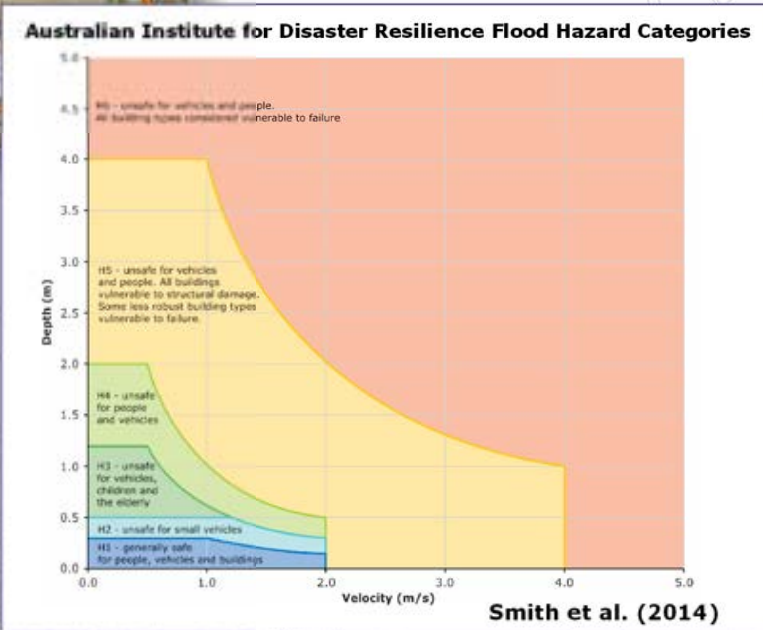 Australian Institute for Disaster Resilience Flood Hazard Categories
5.0
4.5
H6 - unsafe for vehicles and people.
All building types considered vulnerable to failure
4.0
3.5
3.0
H5 - unsafe for vehicles
and people. All buildings
vulnerable to structural damage.
Some less robust building types
vulnerable to failure.
Depth (m)
2.5
2.0
H4 - unsafe
for people
and vehicles
1.5
1.0
H3 - unsafe
for vehicles,
children and
the elderly
0.5
H2 - unsafe for small vehicles
H1 - generally safe
for people, vehicles and buildings
0.0
0.0 1.0 2.0 3.0 4.0 5.0
Velocity (m/s)
Smith et al. (2014)